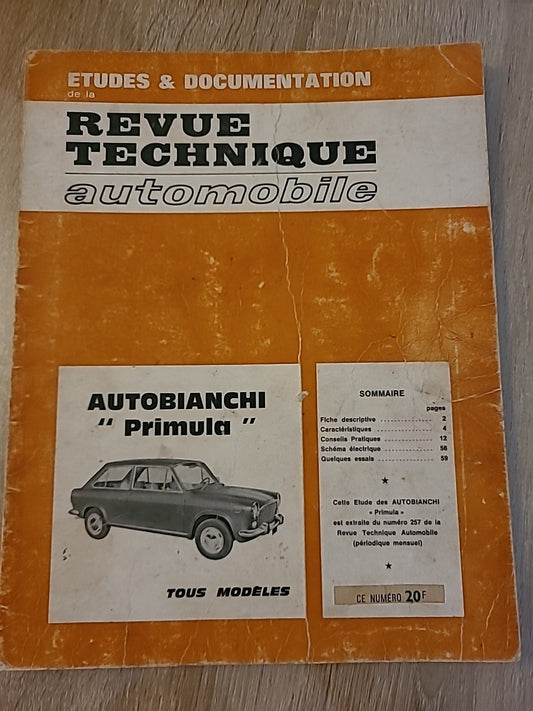 ETUDES & DOCUMENTATION
de la
REVUE
TECHNIQUE
automobile
AUTOBIANCHI
" Primula "
TOUS MODÈLES
SOMMAIRE
pages
Fiche descriptive ................ 2
Caractéristiques ................ 4
Conseils Pratiques ............ 12
Schéma électrique ............ 56
Quelques essais ................ 59
★
Cette Etude des AUTOBIANCHI
« Primula »
est extraite du numéro 257 de la
Revue Technique Automobile
(périodique mensuel)
★
CE NUMÉRO 20F